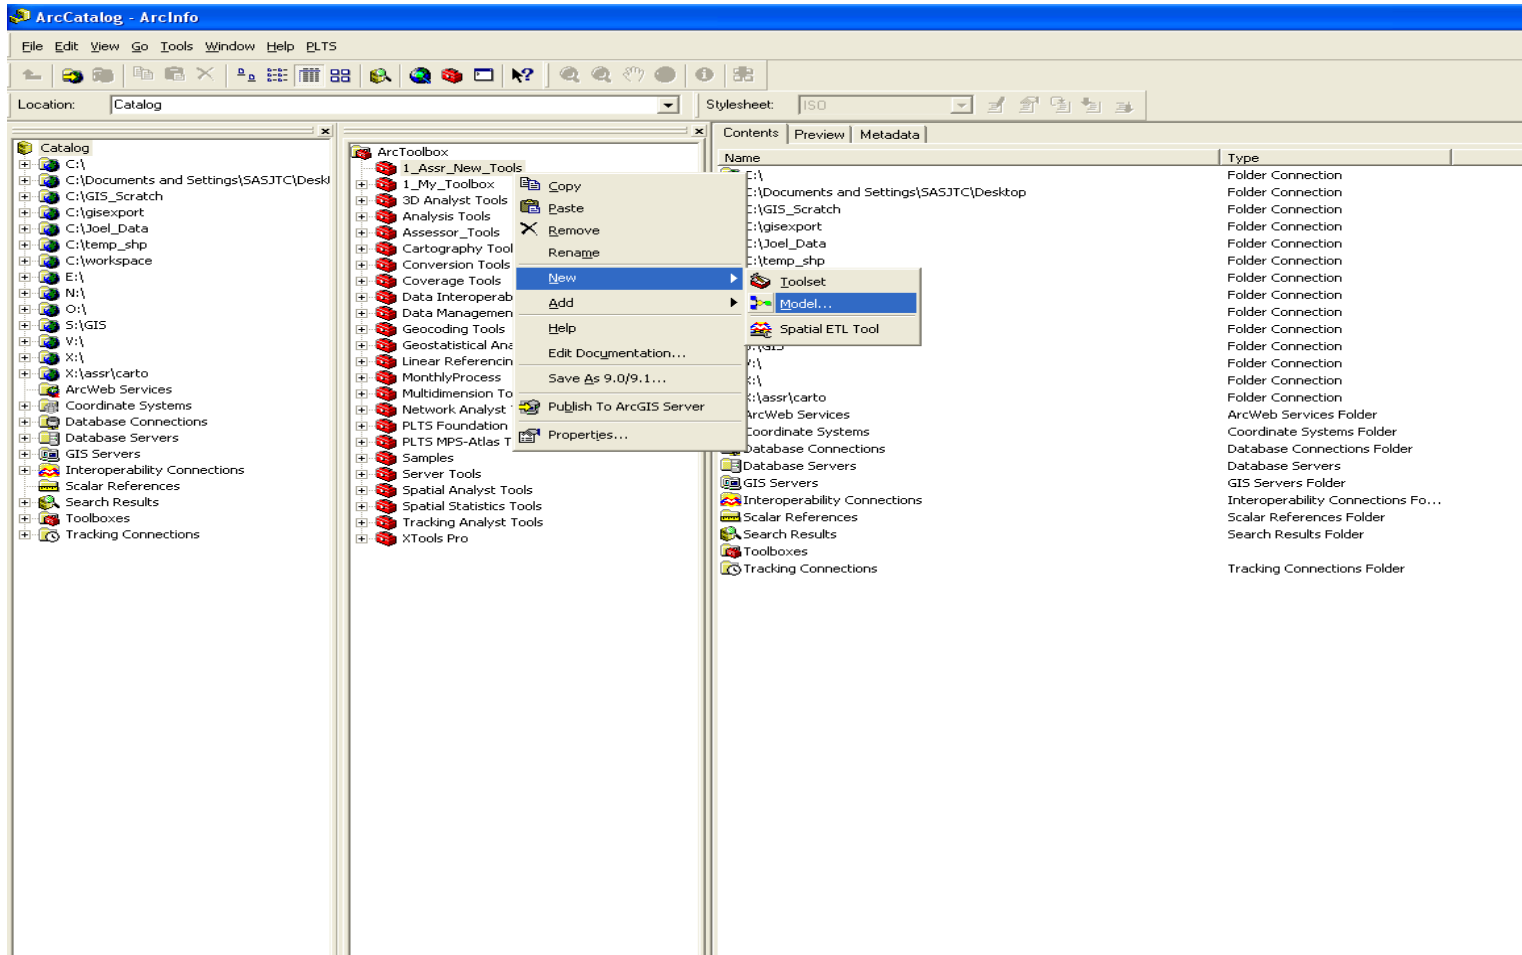 ArcCatalog - ArcInfo
File Edit View Go Tools Window Help PLTS
Location: Catalog
Stylesheet: ISO
Catalog
C:\
C:\Documents and Settings\SASJTC\Deskl
C:\GIS_Scratch
C:\gisexport
C:\Joel_Data
C:\temp_shp
C:\workspace
E:\
N:\
O:\
S:\GIS
V:\
X:\
X:\assr\carto
ArcWeb Services
Coordinate Systems
Database Connections
Database Servers
GIS Servers
Interoperability Connections
Scalar References
Search Results
Toolboxes
Tracking Connections
ArcToolbox
1_Assr_New_Tools
1_My_Toolbox
3D Analyst Tools
Analysis Tools
Assessor_Tools
Cartography Tool
Conversion Tools
Coverage Tools
Data Interoperab
Data Managemen
Geocoding Tools
Geostatistical Ana
Linear Referencin
MonthlyProcess
Multidimension To
Network Analyst
PLTS Foundation
PLTS MPS-Atlas T
Samples
Server Tools
Spatial Analyst Tools
Spatial Statistics Tools
Tracking Analyst Tools
XTools Pro
Copy
Paste
Remove
Rename
New
Add
Help
Edit Documentation...
Save As 9.0/9.1...
Publish To ArcGIS Server
Properties...
Toolset
Model...
Spatial ETL Tool
Contents Preview Metadata
Name Type
C:\ Folder Connection
C:\Documents and Settings\SASJTC\Desktop Folder Connection
C:\GIS_Scratch Folder Connection
:\gisexport Folder Connection
C:\Joel_Data Folder Connection
C:\temp_shp Folder Connection
Folder Connection
Folder Connection
Folder Connection
Folder Connection
Folder Connection
:\ Folder Connection
:\ Folder Connection
:\assr\carto Folder Connection
ArcWeb Services ArcWeb Services Folder
Coordinate Systems Coordinate Systems Folder
Database Connections Database Connections Folder
Database Servers Database Servers
GIS Servers GIS Servers Folder
Interoperability Connections Interoperability Connections Fo...
Scalar References Scalar References Folder
Search Results Search Results Folder
Toolboxes
Tracking Connections Tracking Connections Folder